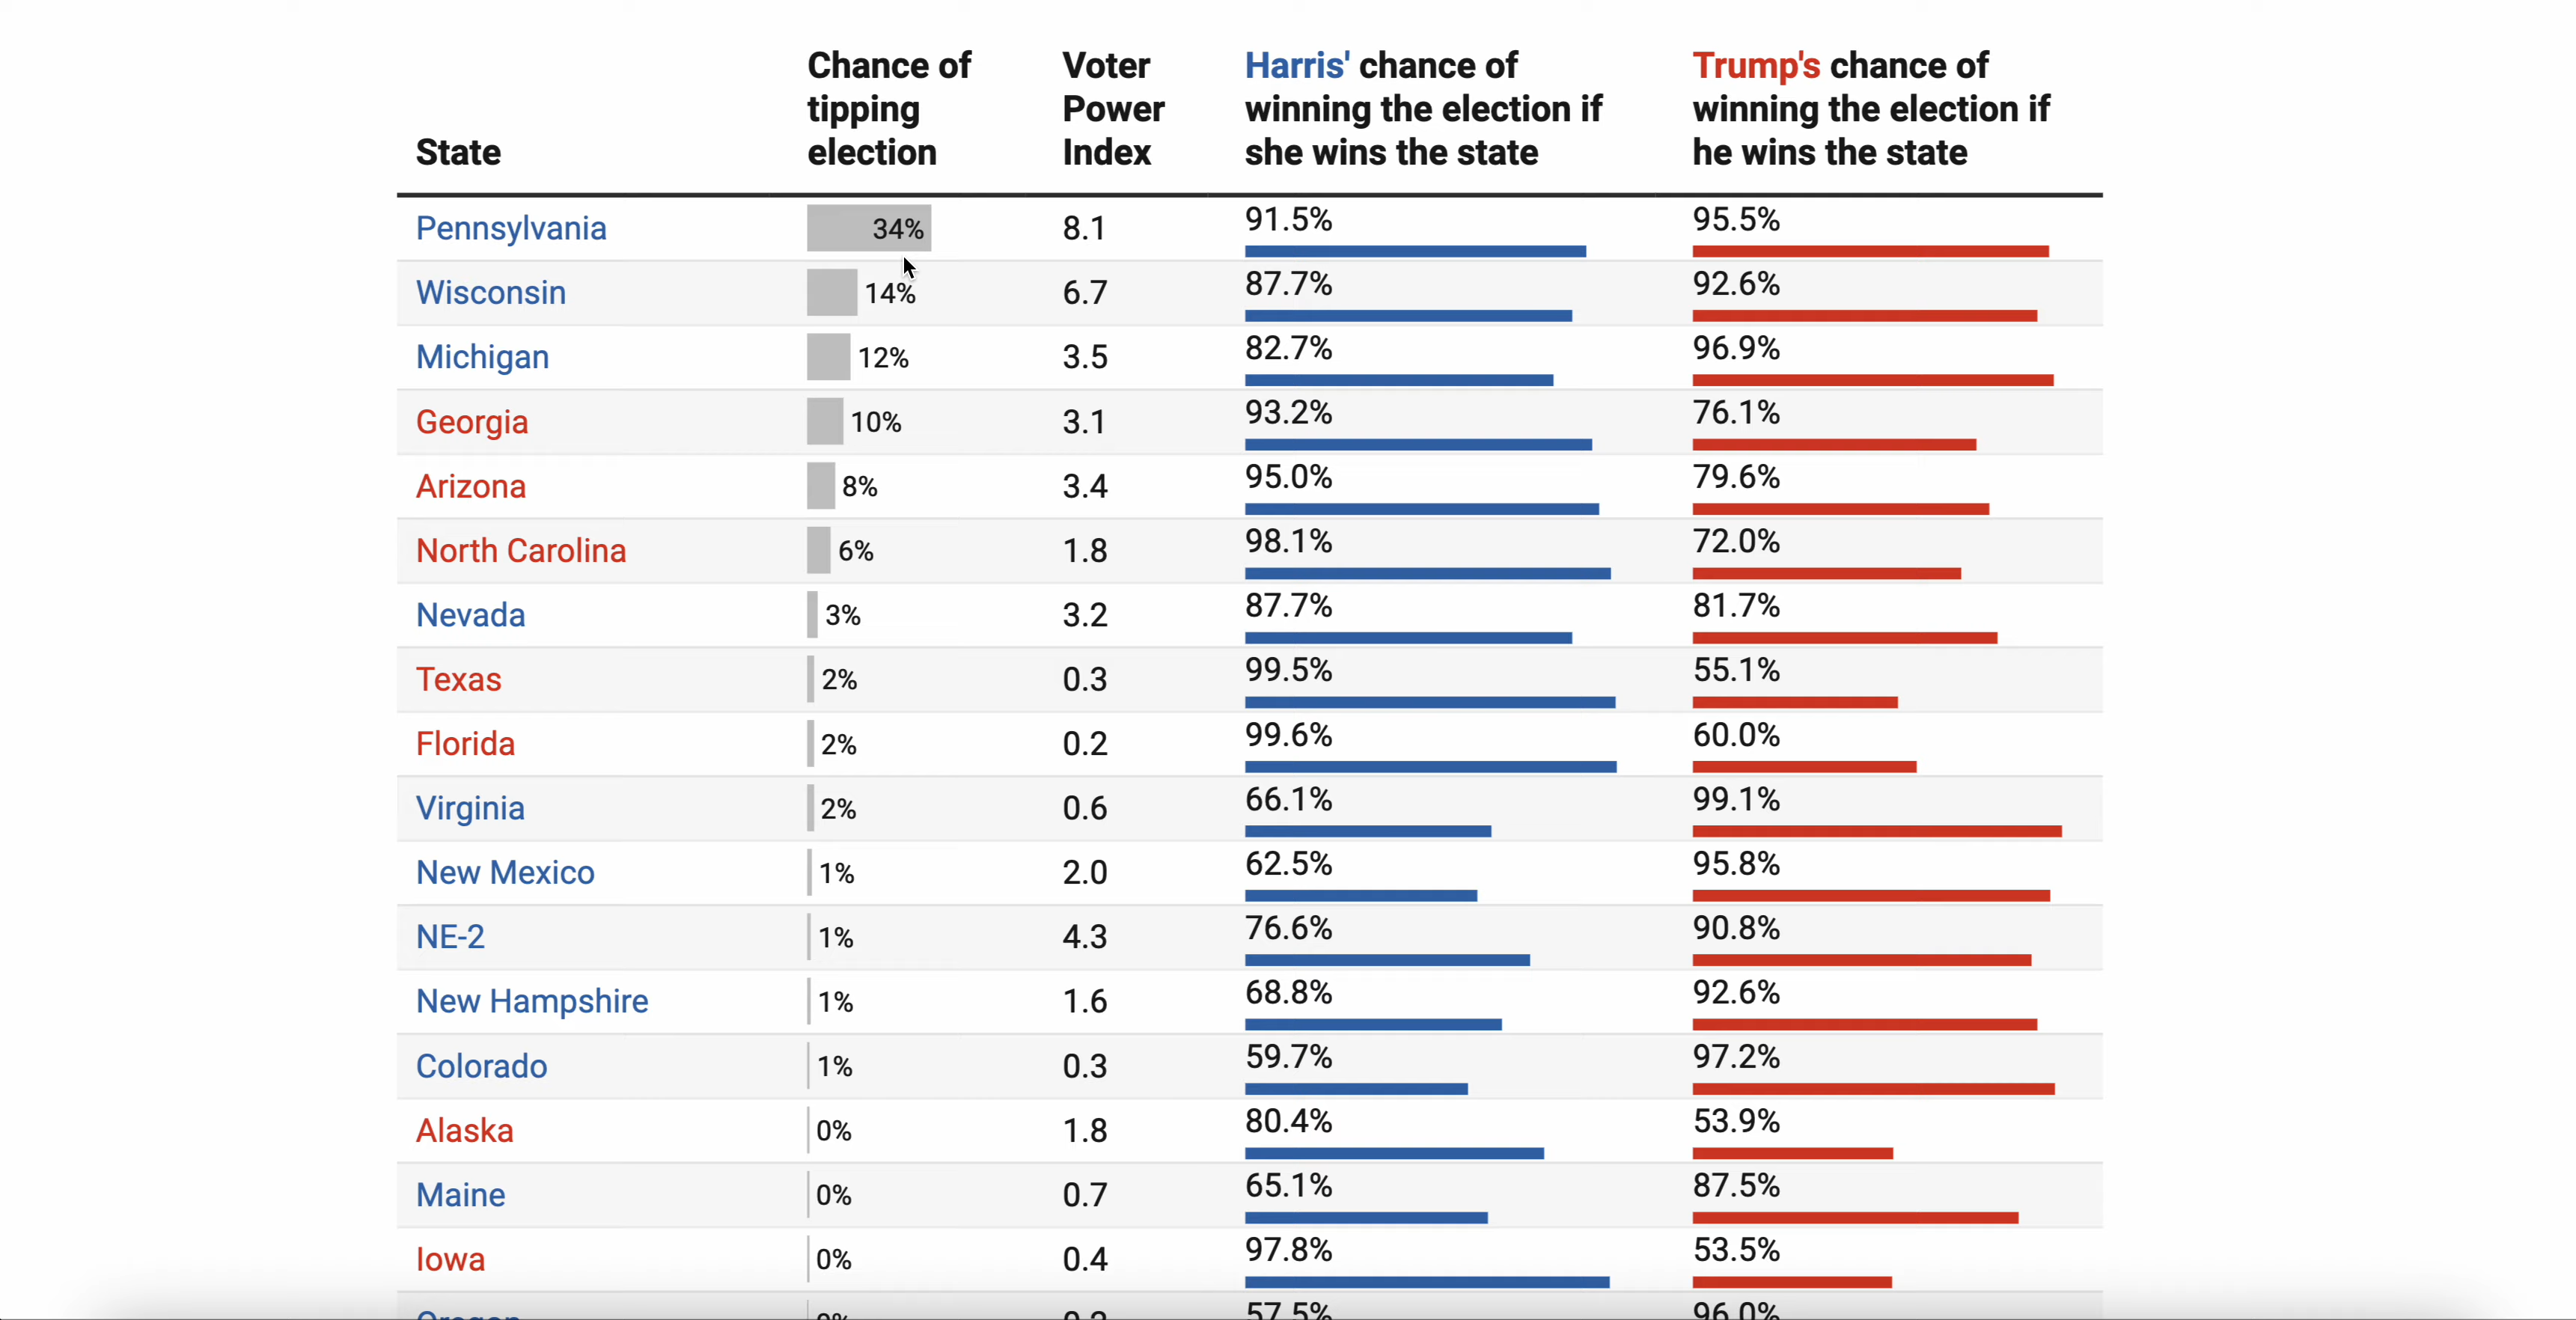 State Chance of tipping election Voter Power Index Harris' chance of winning the election if she wins the state Trump's chance of winning the election if he wins the state
Pennsylvania 34% 8.1 91.5% 95.5%
Wisconsin 14% 6.7 87.7% 92.6%
Michigan 12% 3.5 82.7% 96.9%
Georgia 10% 3.1 93.2% 76.1%
Arizona 8% 3.4 95.0% 79.6%
North Carolina 6% 1.8 98.1% 72.0%
Nevada 3% 3.2 87.7% 81.7%
Texas 2% 0.3 99.5% 55.1%
Florida 2% 0.2 99.6% 60.0%
Virginia 2% 0.6 66.1% 99.1%
New Mexico 1% 2.0 62.5% 95.8%
NE-2 1% 4.3 76.6% 90.8%
New Hampshire 1% 1.6 68.8% 92.6%
Colorado 1% 0.3 59.7% 97.2%
Alaska 0% 1.8 80.4% 53.9%
Maine 0% 0.7 65.1% 87.5%
Iowa 0% 0.4 97.8% 53.5%
Oregon 0% 57.5% 96.0%